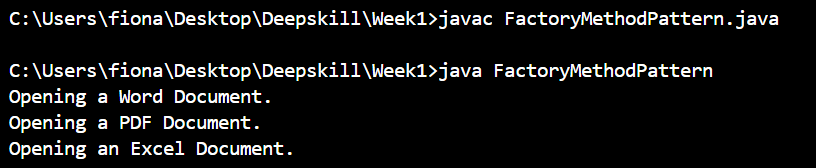 C:\Users\fiona\Desktop\Deepskill\Week1>javac FactoryMethodPattern.java
C:\Users\fiona\Desktop\Deepskill\Week1>java FactoryMethodPattern
Opening a Word Document.
Opening a PDF Document.
Opening an Excel Document.